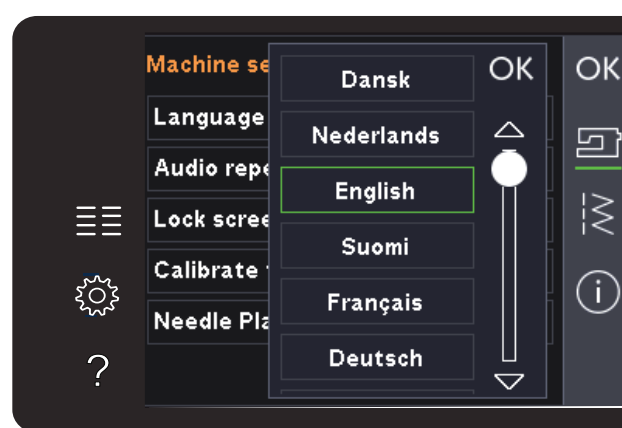 Machine se
Language
Audio repe
Lock scree
Calibrate
Needle Pla
Dansk
Nederlands
English
Suomi
Français
Deutsch
OK
OK
i
?